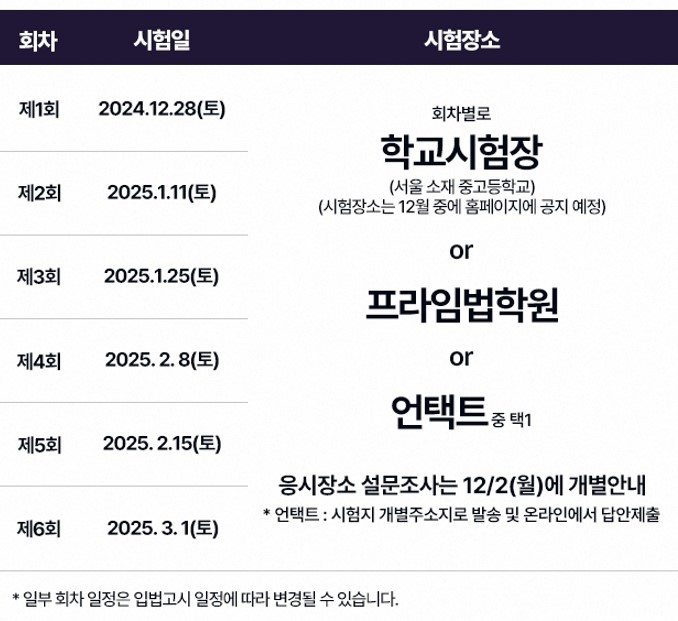 회차 시험일 시험장소
제1회 2024.12.28(토)
제2회 2025.1.11(토)
제3회 2025.1.25(토)
제4회 2025. 2. 8(토)
제5회 2025. 2.15(토)
제6회 2025. 3. 1(토)
회차별로
학교시험장
(서울 소재 중고등학교)
(시험장소는 12월 중에 홈페이지에 공지 예정)
or
프라임법학원
or
언택트 중 택1
응시장소 설문조사는 12/2(월)에 개별안내
* 언택트 : 시험지 개별주소지로 발송 및 온라인에서 답안제출
* 일부 회차 일정은 입법고시 일정에 따라 변경될 수 있습니다.